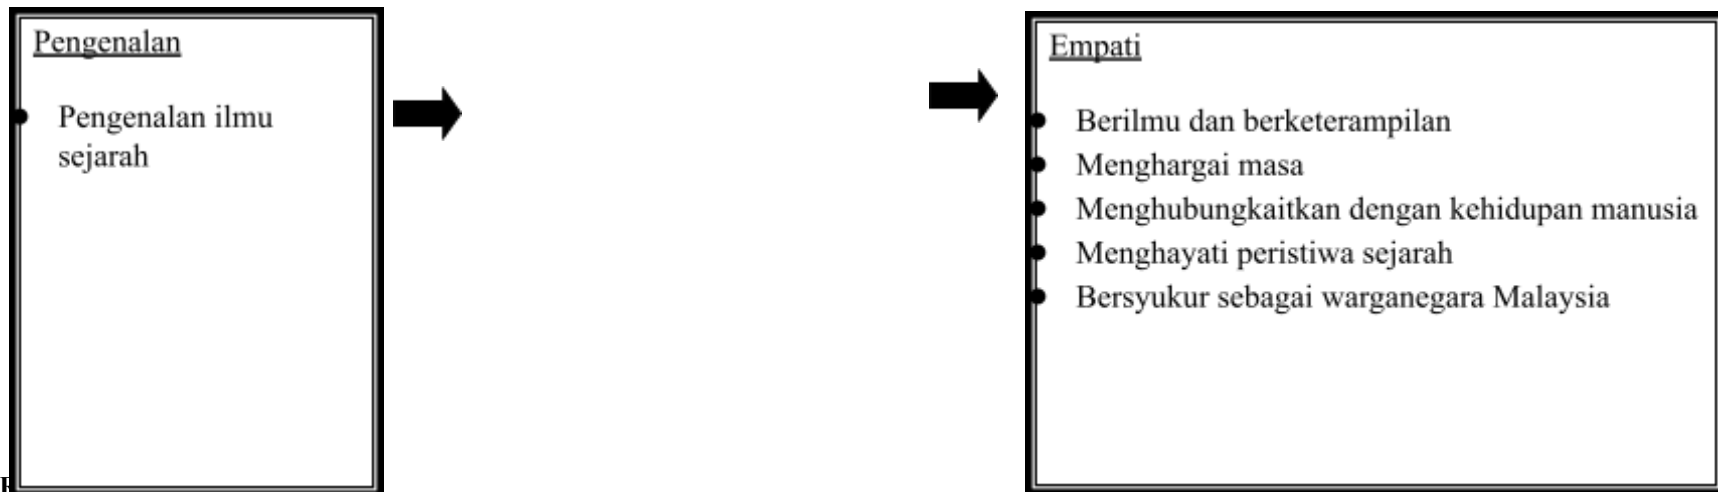 Pengenalan
Pengenalan ilmu
sejarah
Empati
Berilmu dan berketerampilan
Menghargai masa
Menghubungkaitkan dengan kehidupan manusia
Menghayati peristiwa sejarah
Bersyukur sebagai warganegara Malaysia